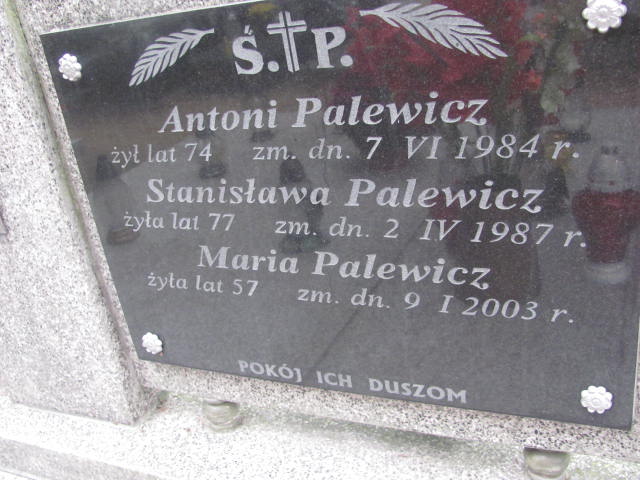 Ś.†P.
Antoni Palewicz
żył lat 74 zm. dn. 7 VI 1984 r.
Stanisława Palewicz
żyła lat 77 zm. dn. 2 IV 1987 r.
Maria Palewicz
żyła lat 57 zm. dn. 9 I 2003 r.
POKÓJ ICH DUSZOM